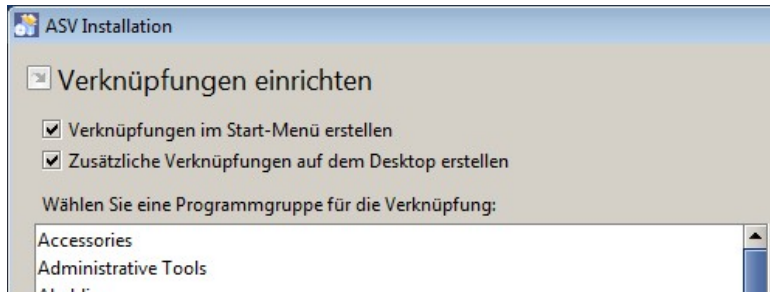 ASV Installation
Verknüpfungen einrichten
Verknüpfungen im Start-Menü erstellen
Zusätzliche Verknüpfungen auf dem Desktop erstellen
Wählen Sie eine Programmgruppe für die Verknüpfung:
Accessories
Administrative Tools